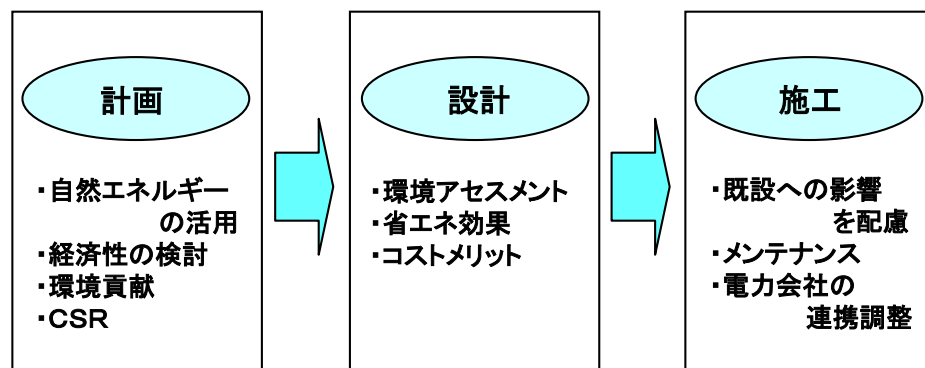 計画
・自然エネルギー
の活用
・経済性の検討
・環境貢献
・CSR
設計
・環境アセスメント
・省エネ効果
・コストメリット
施工
・既設への影響
を配慮
・メンテナンス
・電力会社の
連携調整